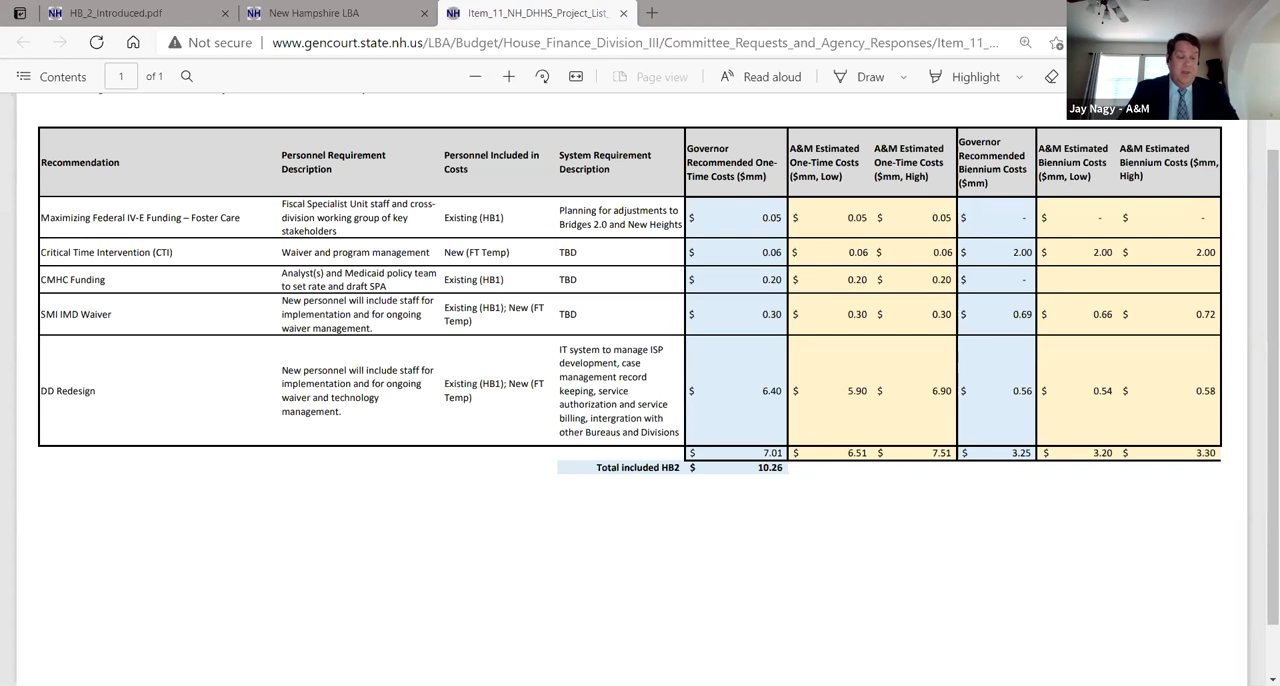 HB_2_Introduced.pdf
New Hampshire LBA
Item_11_NH_DHHS_Project_List_
Not secure | www.gencourt.state.nh.us/LBA/Budget/House_Finance_Division_III/Committee_Requests_and_Agency_Responses/Item_11_...
Contents 1 of 1 Page view Read aloud Draw Highlight
Jay Nagy - A&M
Recommendation
Personnel Requirement
Description
Personnel Included in
Costs
System Requirement
Description
Governor
Recommended One-
Time Costs ($mm)
A&M Estimated
One-Time Costs
($mm, Low)
A&M Estimated
One-Time Costs
($mm, High)
Governor
Recommended
Biennium Costs
($mm)
A&M Estimated
Biennium Costs
($mm, Low)
A&M Estimated
Biennium Costs ($mm,
High)
Maximizing Federal IV-E Funding – Foster Care
Fiscal Specialist Unit staff and cross-
division working group of key
stakeholders
Existing (HB1)
Planning for adjustments to
Bridges 2.0 and New Heights
$ 0.05 $ 0.05 $ 0.05 $ - $ - $ -
Critical Time Intervention (CTI)
Waiver and program management
New (FT Temp)
TBD
$ 0.06 $ 0.06 $ 0.06 $ 2.00 $ 2.00 $ 2.00
CMHC Funding
Analyst(s) and Medicaid policy team
to set rate and draft SPA
Existing (HB1)
TBD
$ 0.20 $ 0.20 $ 0.20 $ -
SMI IMD Waiver
New personnel will include staff for
implementation and for ongoing
waiver management.
Existing (HB1); New (FT
Temp)
TBD
$ 0.30 $ 0.30 $ 0.30 $ 0.69 $ 0.66 $ 0.72
DD Redesign
New personnel will include staff for
implementation and for ongoing
waiver and technology
management.
Existing (HB1); New (FT
Temp)
IT system to manage ISP
development, case
management record
keeping, service
authorization and service
billing, intergration with
other Bureaus and Divisions
$ 6.40 $ 5.90 $ 6.90 $ 0.56 $ 0.54 $ 0.58
$ 7.01 $ 6.51 $ 7.51 $ 3.25 $ 3.20 $ 3.30
Total included HB2 $ 10.26